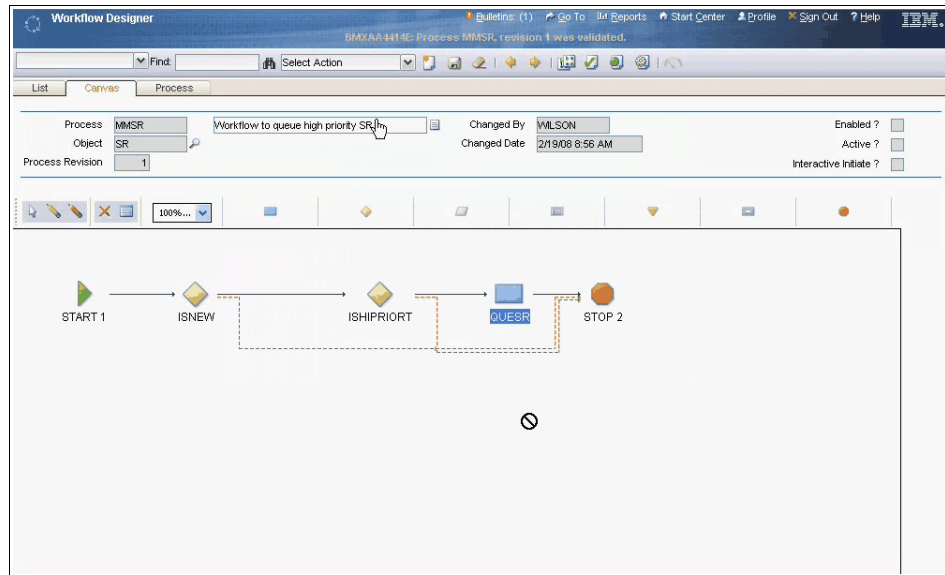 Workflow Designer
Bulletins: (1) Go To Reports Start Center Profile Sign Out ? Help
IBM.
BMXAA4414E: Process MMSR, revision 1 was validated.
Find: Select Action
List Canvas Process
Process MMSR Workflow to queue high priority SR Changed By WILSON Enabled ?
Object SR Changed Date 2/19/08 8:56 AM Active ?
Process Revision 1 Interactive Initiate ?
100%...
START 1 ISNEW ISHIPRIORT QUESR STOP 2